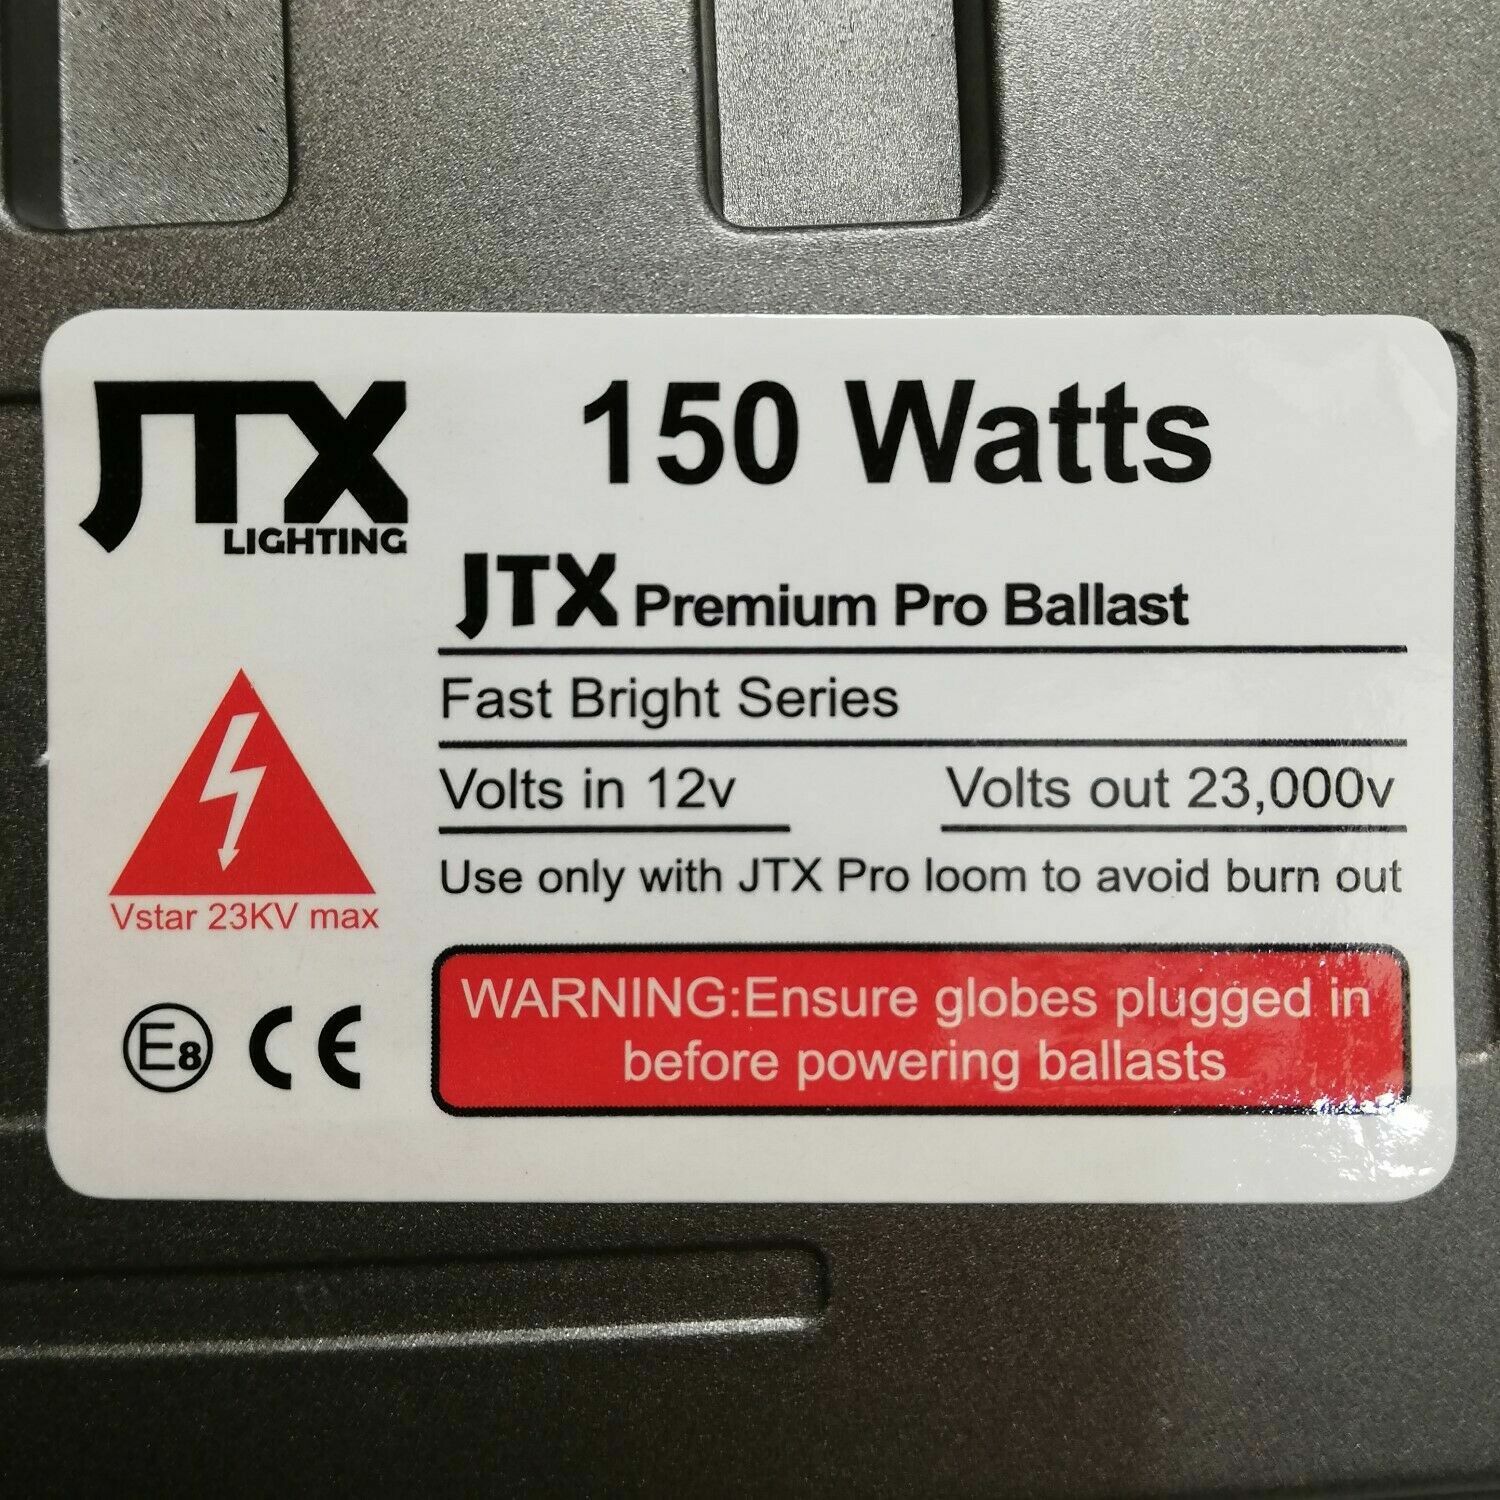 JTX
LIGHTING
150 Watts
JTX Premium Pro Ballast
Fast Bright Series
Volts in 12v Volts out 23,000v
Use only with JTX Pro loom to avoid burn out
Vstar 23KV max
E8 CE
WARNING:Ensure globes plugged in
before powering ballasts